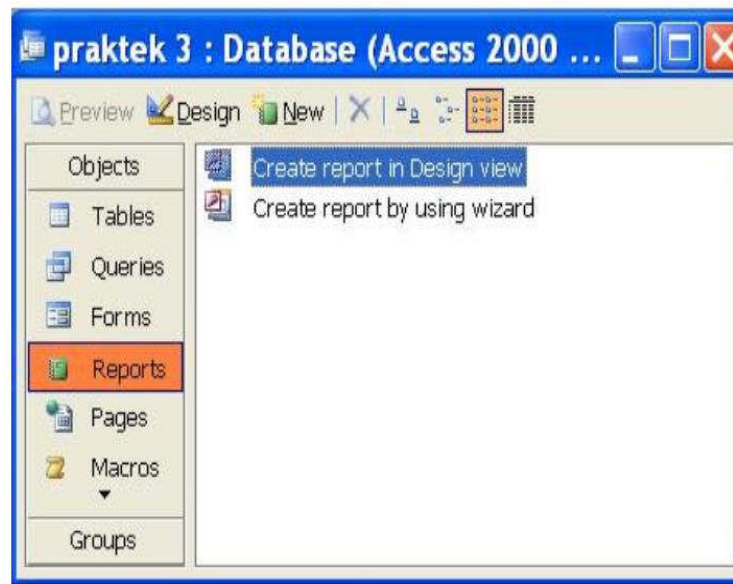 praktek 3 : Database (Access 2000 ...
Preview Design New
Objects
Tables
Queries
Forms
Reports
Pages
Macros
Groups
Create report in Design view
Create report by using wizard